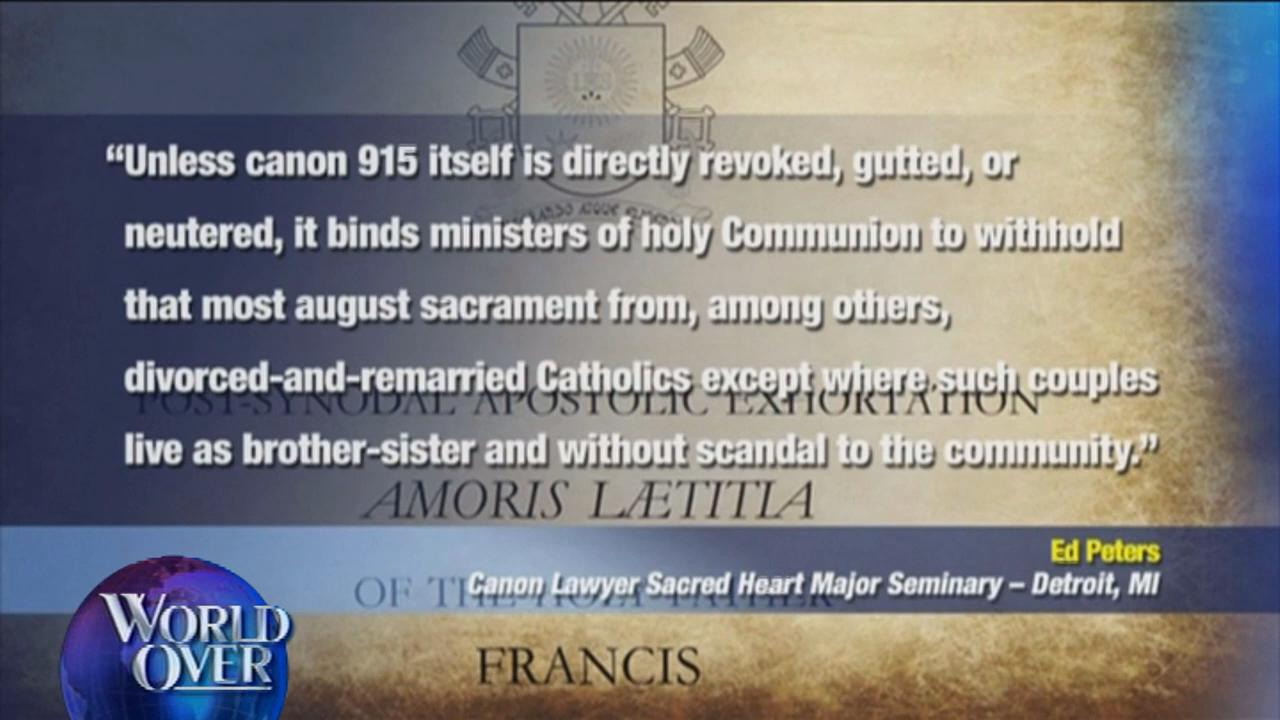 IHS
“Unless canon 915 itself is directly revoked, gutted, or
neutered, it binds ministers of holy Communion to withhold
that most august sacrament from, among others,
divorced-and-remarried Catholics except where such couples
POST-SYNODAL APOSTOLIC EXHORTATION
live as brother-sister and without scandal to the community.”
AMORIS LÆTITIA
Ed Peters
OF THE HOLY FATHER
Canon Lawyer Sacred Heart Major Seminary – Detroit, MI
FRANCIS
WORLD
OVER